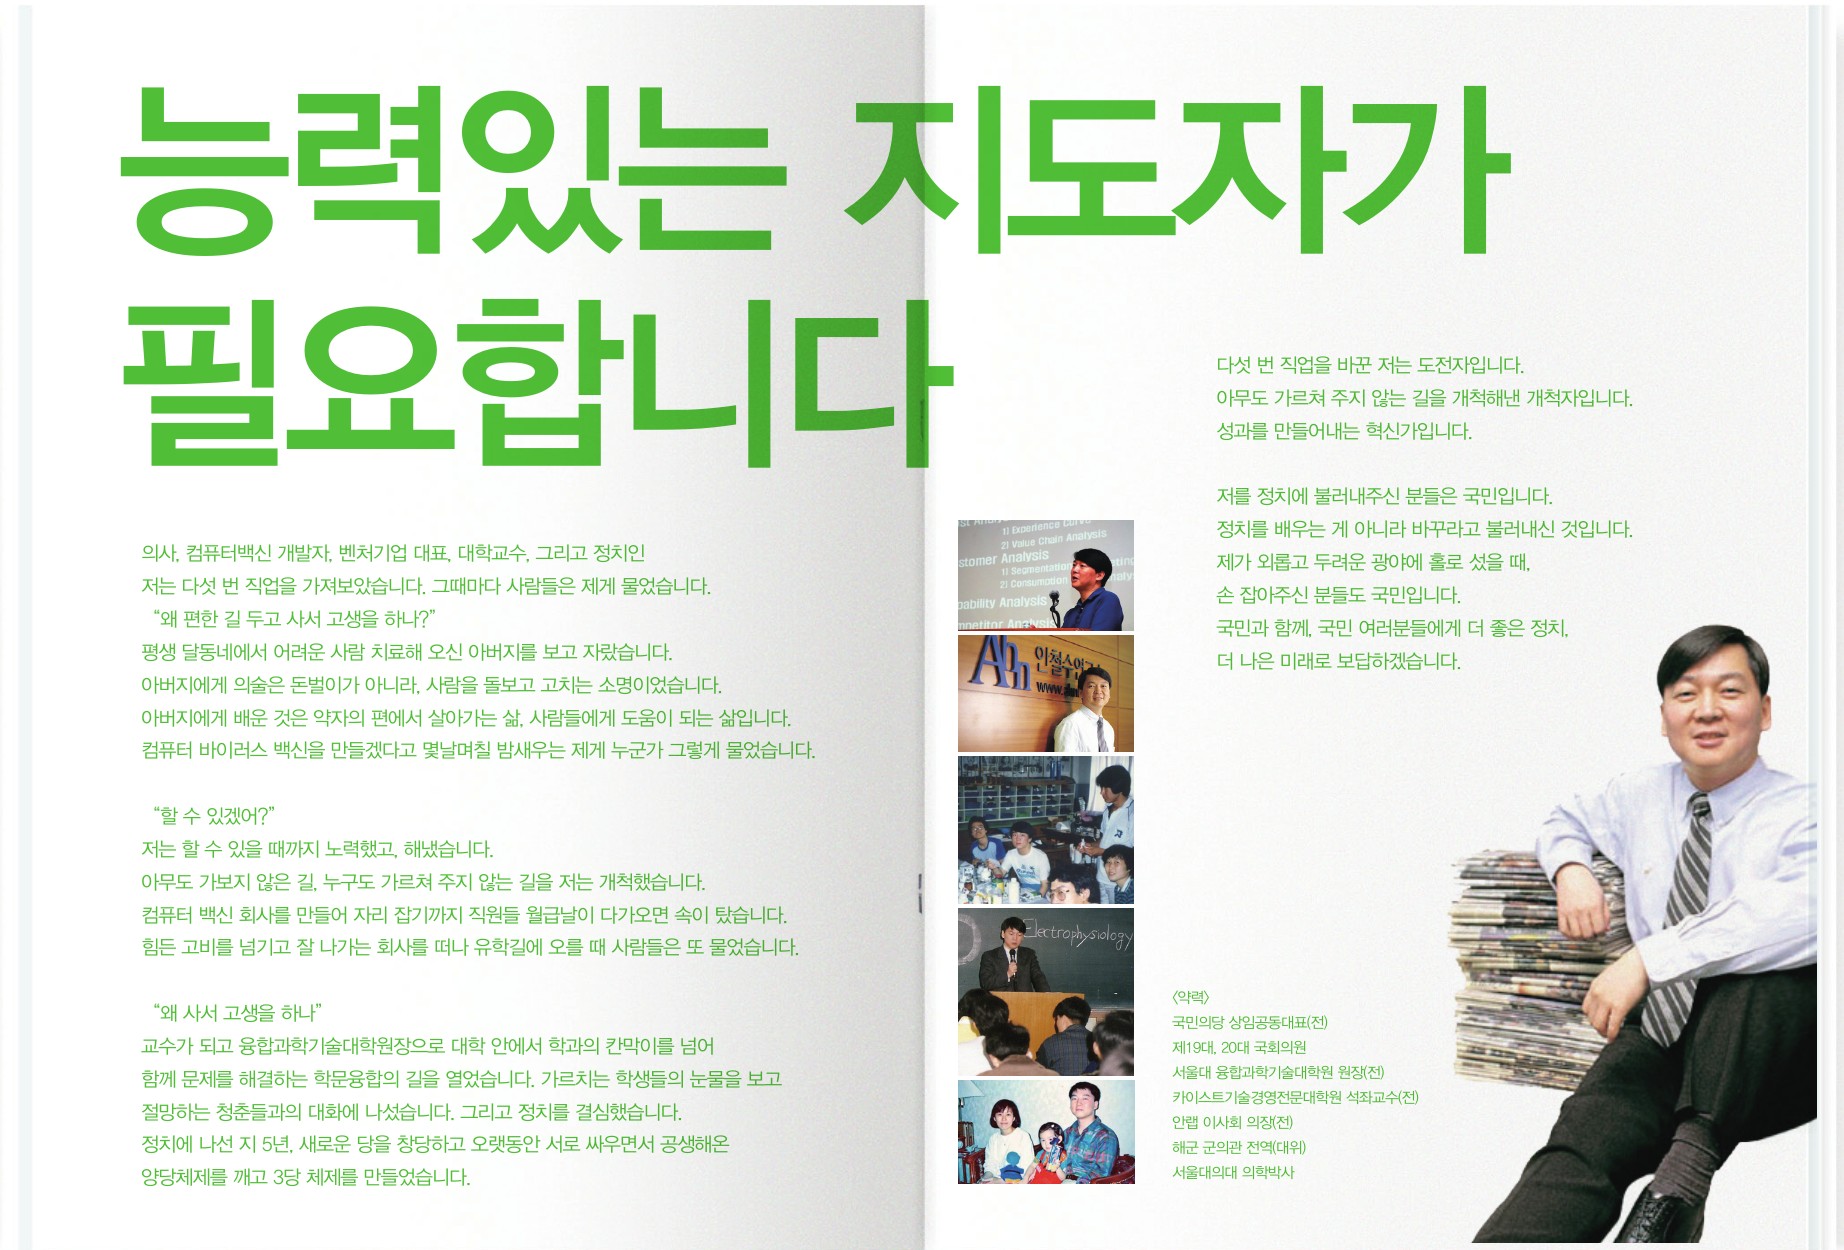 능력있는 지도자가
필요합니다
의사, 컴퓨터백신 개발자, 벤처기업 대표, 대학교수, 그리고 정치인
저는 다섯 번 직업을 가져보았습니다. 그때마다 사람들은 제게 물었습니다.
“왜 편한 길 두고 사서 고생을 하나?”
평생 달동네에서 어려운 사람 치료해 오신 아버지를 보고 자랐습니다.
아버지에게 의술은 돈벌이가 아니라, 사람을 돌보고 고치는 소명이었습니다.
아버지에게 배운 것은 약자의 편에서 살아가는 삶, 사람들에게 도움이 되는 삶입니다.
컴퓨터 바이러스 백신을 만들겠다고 몇날며칠 밤새우는 제게 누군가 그렇게 물었습니다.
“할 수 있겠어?”
저는 할 수 있을 때까지 노력했고, 해냈습니다.
아무도 가보지 않은 길, 누구도 가르쳐 주지 않는 길을 저는 개척했습니다.
컴퓨터 백신 회사를 만들어 자리 잡기까지 직원들 월급날이 다가오면 속이 탔습니다.
힘든 고비를 넘기고 잘 나가는 회사를 떠나 유학길에 오를 때 사람들은 또 물었습니다.
“왜 사서 고생을 하나”
교수가 되고 융합과학기술대학원장으로 대학 안에서 학과의 칸막이를 넘어
함께 문제를 해결하는 학문융합의 길을 열었습니다. 가르치는 학생들의 눈물을 보고
절망하는 청춘들과의 대화에 나섰습니다. 그리고 정치를 결심했습니다.
정치에 나선 지 5년, 새로운 당을 창당하고 오랫동안 서로 싸우면서 공생해온
양당체제를 깨고 3당 체제를 만들었습니다.
1) Experience Curve
2) Value Chain Analysis
stomer Analysis
1) Segmentation
2) Consumption
pability Analysis
mpetitor Analysis
안철수연구
www.
Electrophysiology
다섯 번 직업을 바꾼 저는 도전자입니다.
아무도 가르쳐 주지 않는 길을 개척해낸 개척자입니다.
성과를 만들어내는 혁신가입니다.
저를 정치에 불러내주신 분들은 국민입니다.
정치를 배우는 게 아니라 바꾸라고 불러내신 것입니다.
제가 외롭고 두려운 광야에 홀로 섰을 때,
손 잡아주신 분들도 국민입니다.
국민과 함께, 국민 여러분들에게 더 좋은 정치,
더 나은 미래로 보답하겠습니다.
〈약력〉
국민의당 상임공동대표(전)
제19대, 20대 국회의원
서울대 융합과학기술대학원 원장(전)
카이스트기술경영전문대학원 석좌교수(전)
안랩 이사회 의장(전)
해군 군의관 전역(대위)
서울대의대 의학박사